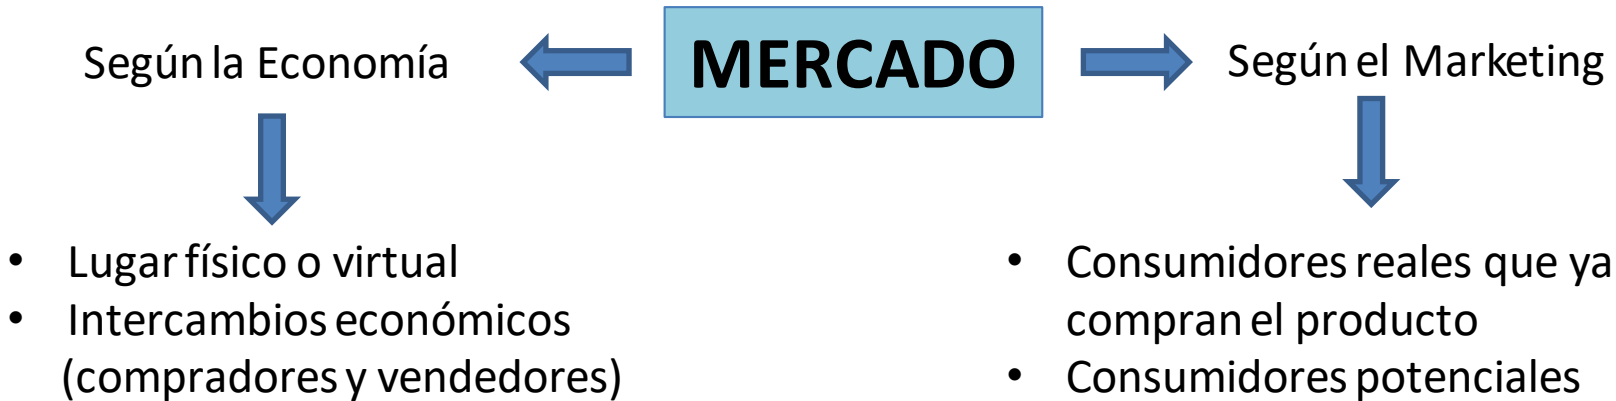 MERCADO
Según la Economía
Según el Marketing
• Lugar físico o virtual
• Intercambios económicos
(compradores y vendedores)
• Consumidores reales que ya
compran el producto
• Consumidores potenciales